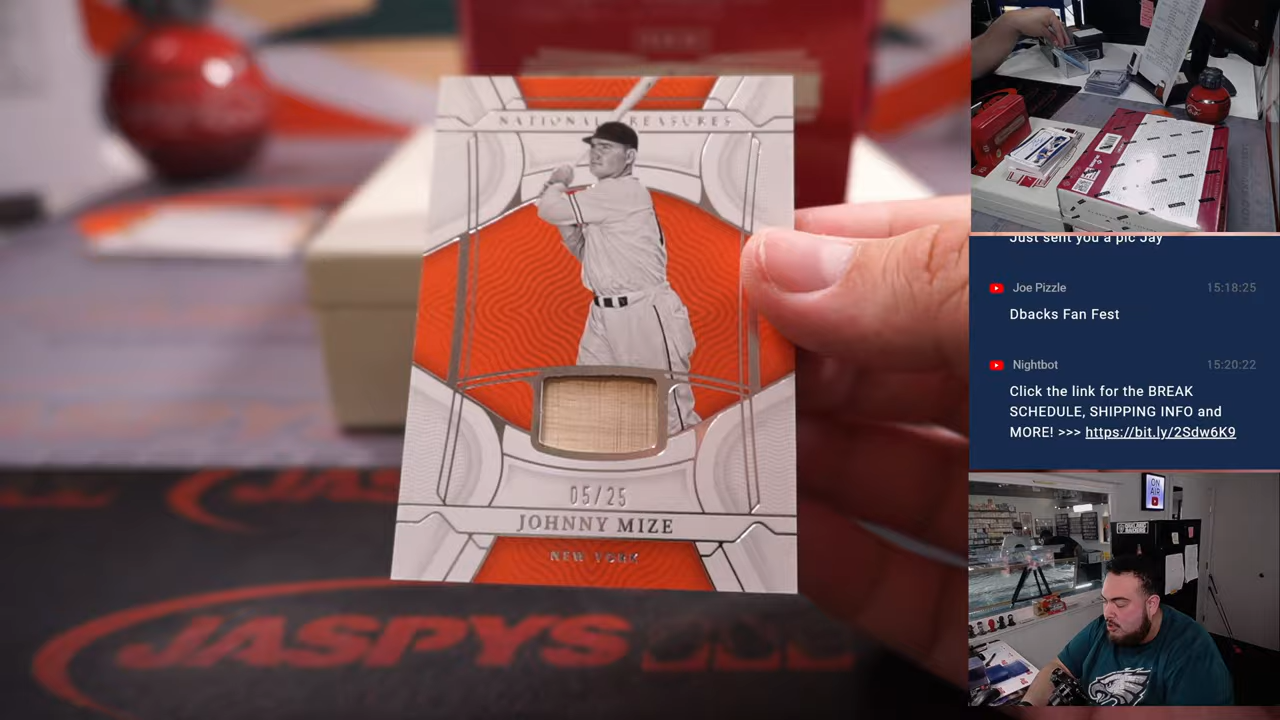 NATIONAL TREASURES
05/25
JOHNNY MIZE
NEW YORK
JASPYS
Just sent you a pic Jay
Joe Pizzle 15:18:25
Dbacks Fan Fest
Nightbot 15:20:22
Click the link for the BREAK
SCHEDULE, SHIPPING INFO and
MORE! >>> https://bit.ly/2Sdw6K9
ON
AIR